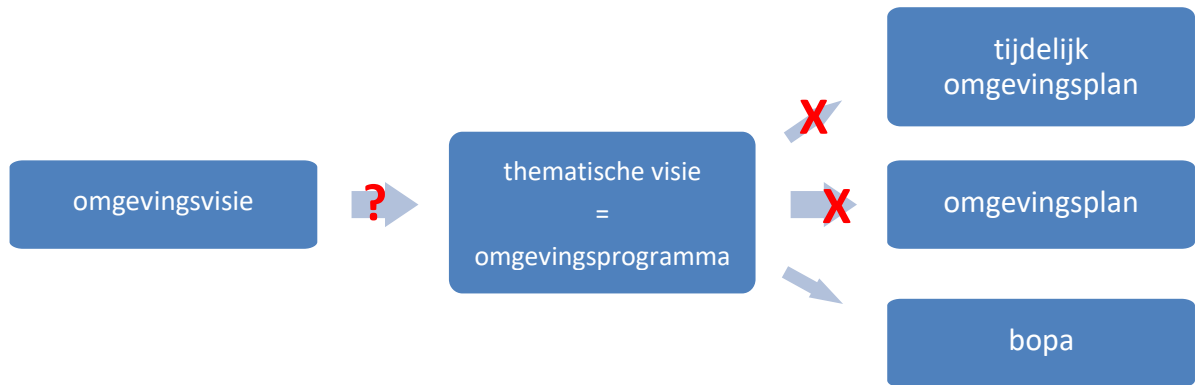 omgevingsvisie
?
thematische visie
=
omgevingsprogramma
X
X
tijdelijk
omgevingsplan
omgevingsplan
bopa